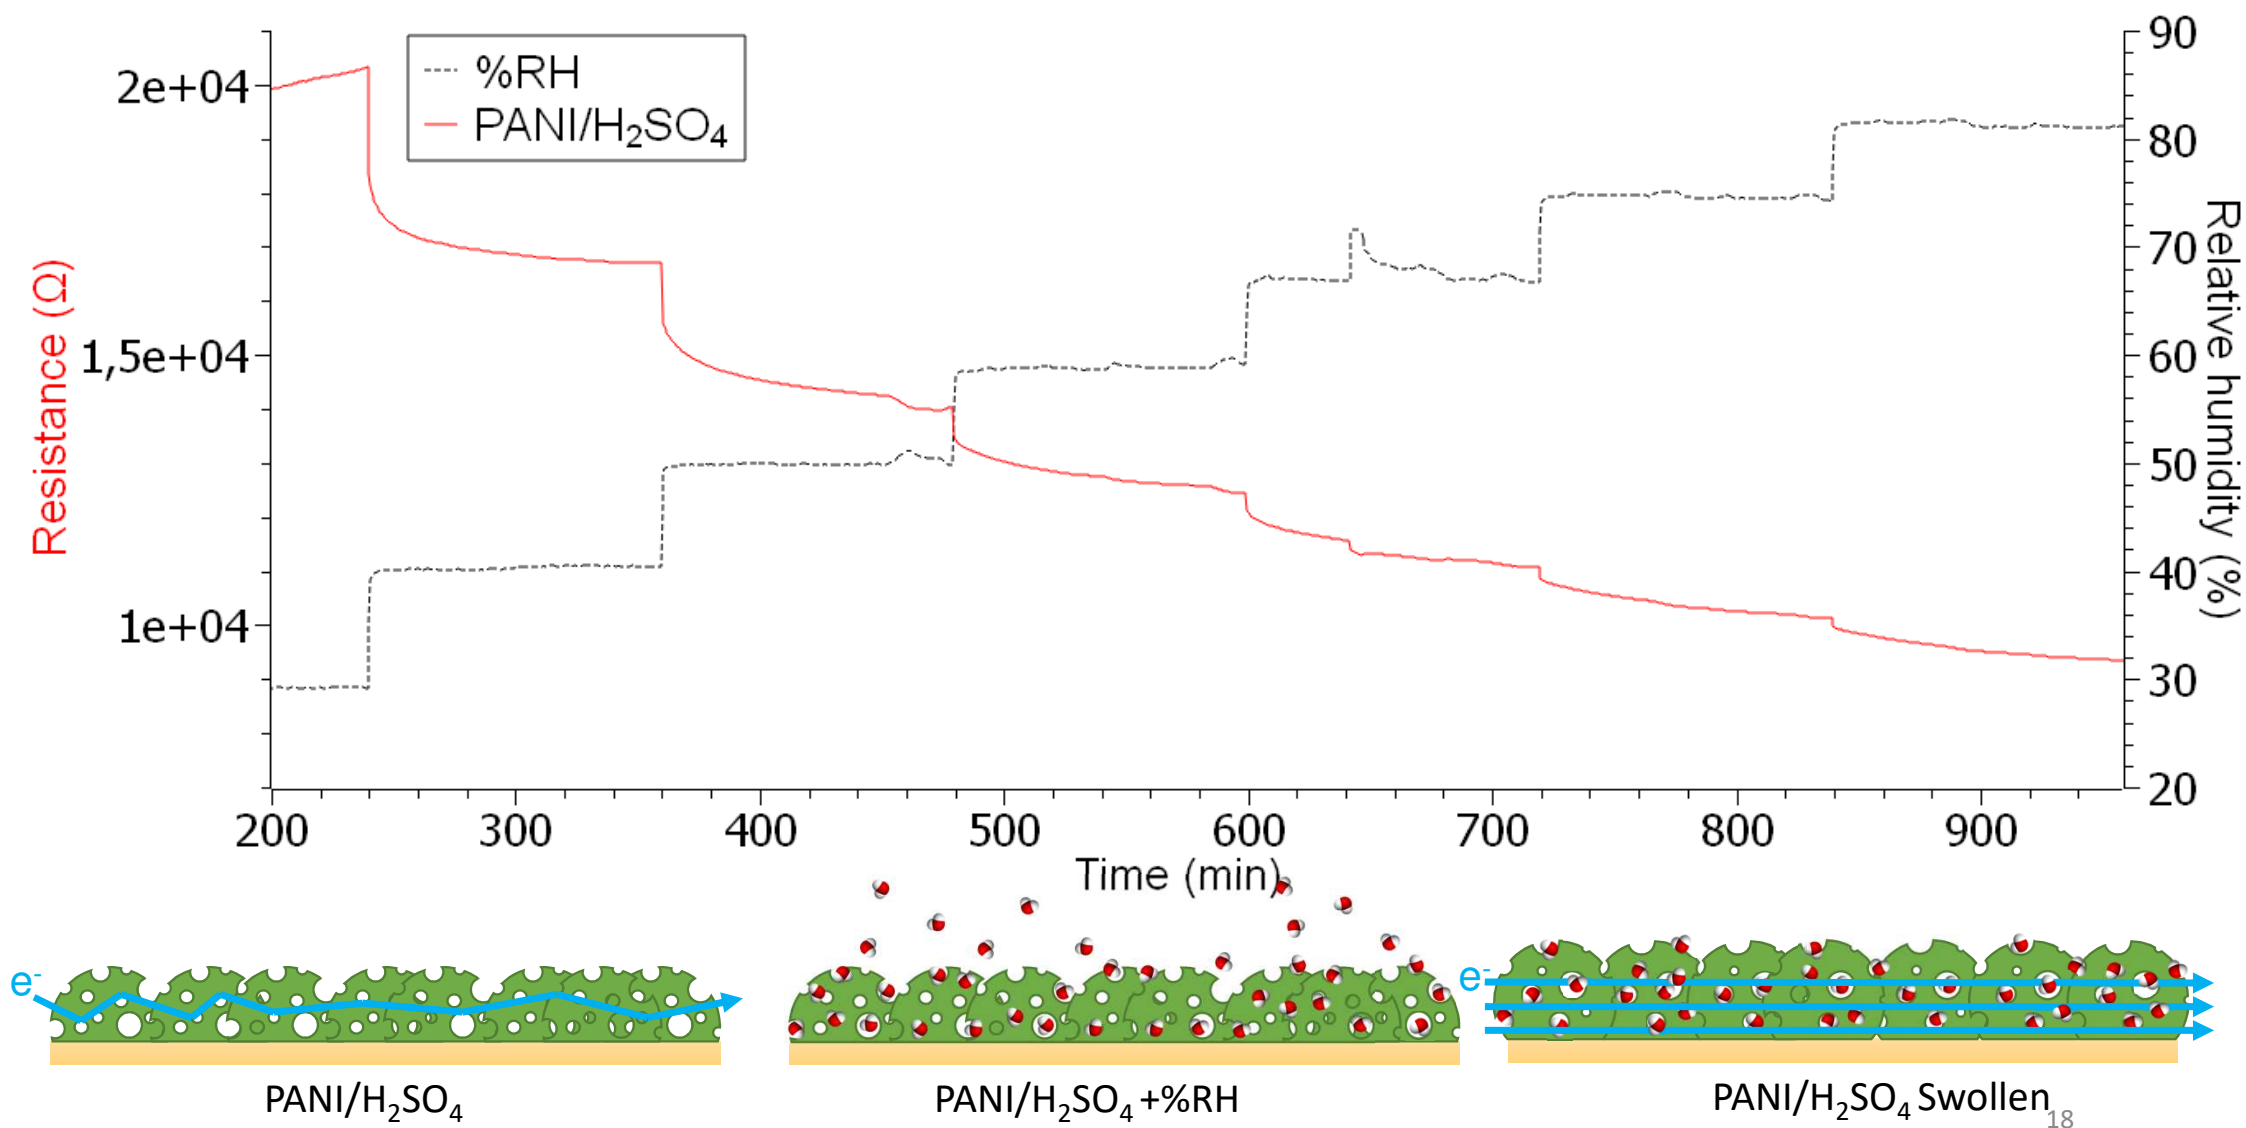 %RH
PANI/H₂SO₄
2e+04
1,5e+04
1e+04
Resistance (Ω)
90
80
70
60
50
40
30
20
Relative humidity (%)
200 300 400 500 600 700 800 900
Time (min)
e⁻
e⁻
PANI/H₂SO₄
PANI/H₂SO₄ +%RH
PANI/H₂SO₄ Swollen
18